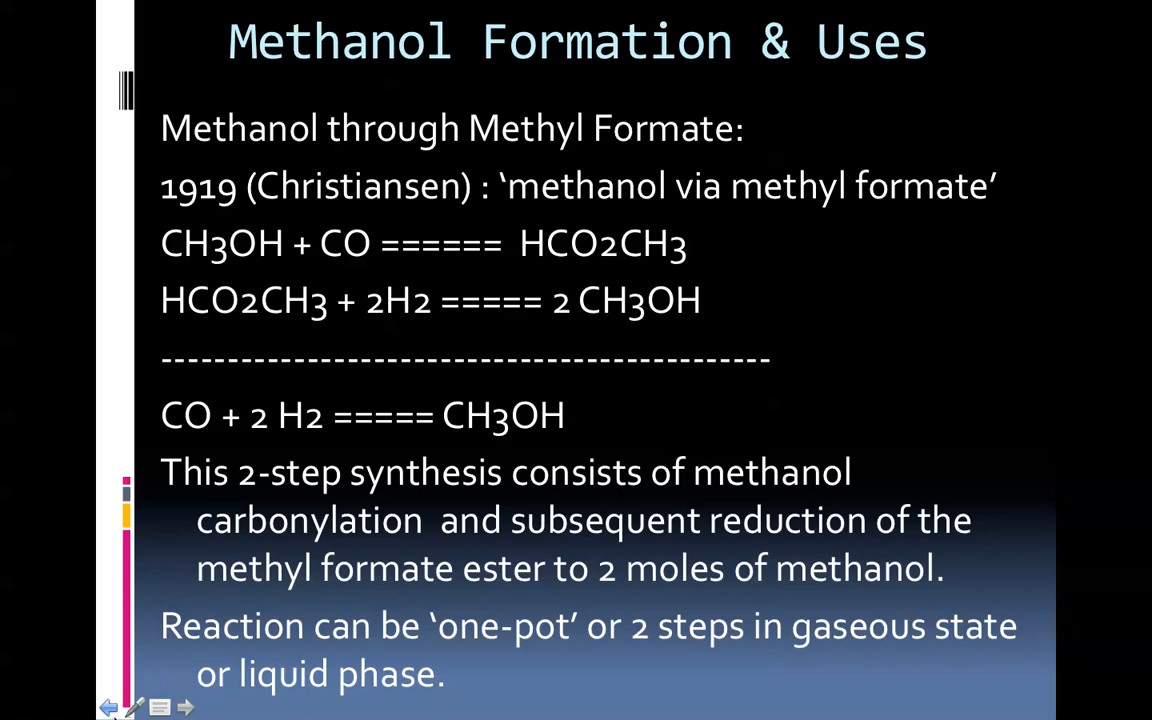 Methanol Formation & Uses
Methanol through Methyl Formate:
1919 (Christiansen) : ‘methanol via methyl formate’
CH3OH + CO ====== HCO2CH3
HCO2CH3 + 2H2 ===== 2 CH3OH
----------------------------------------------
CO + 2 H2 ===== CH3OH
This 2-step synthesis consists of methanol
carbonylation and subsequent reduction of the
methyl formate ester to 2 moles of methanol.
Reaction can be ‘one-pot’ or 2 steps in gaseous state
or liquid phase.